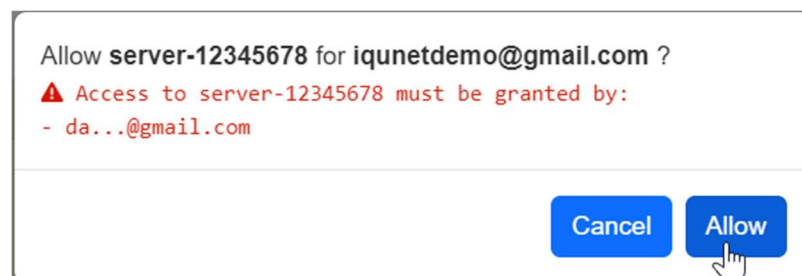 Allow server-12345678 for iqunetdemo@gmail.com ?
Access to server-12345678 must be granted by:
- da...@gmail.com
Cancel Allow